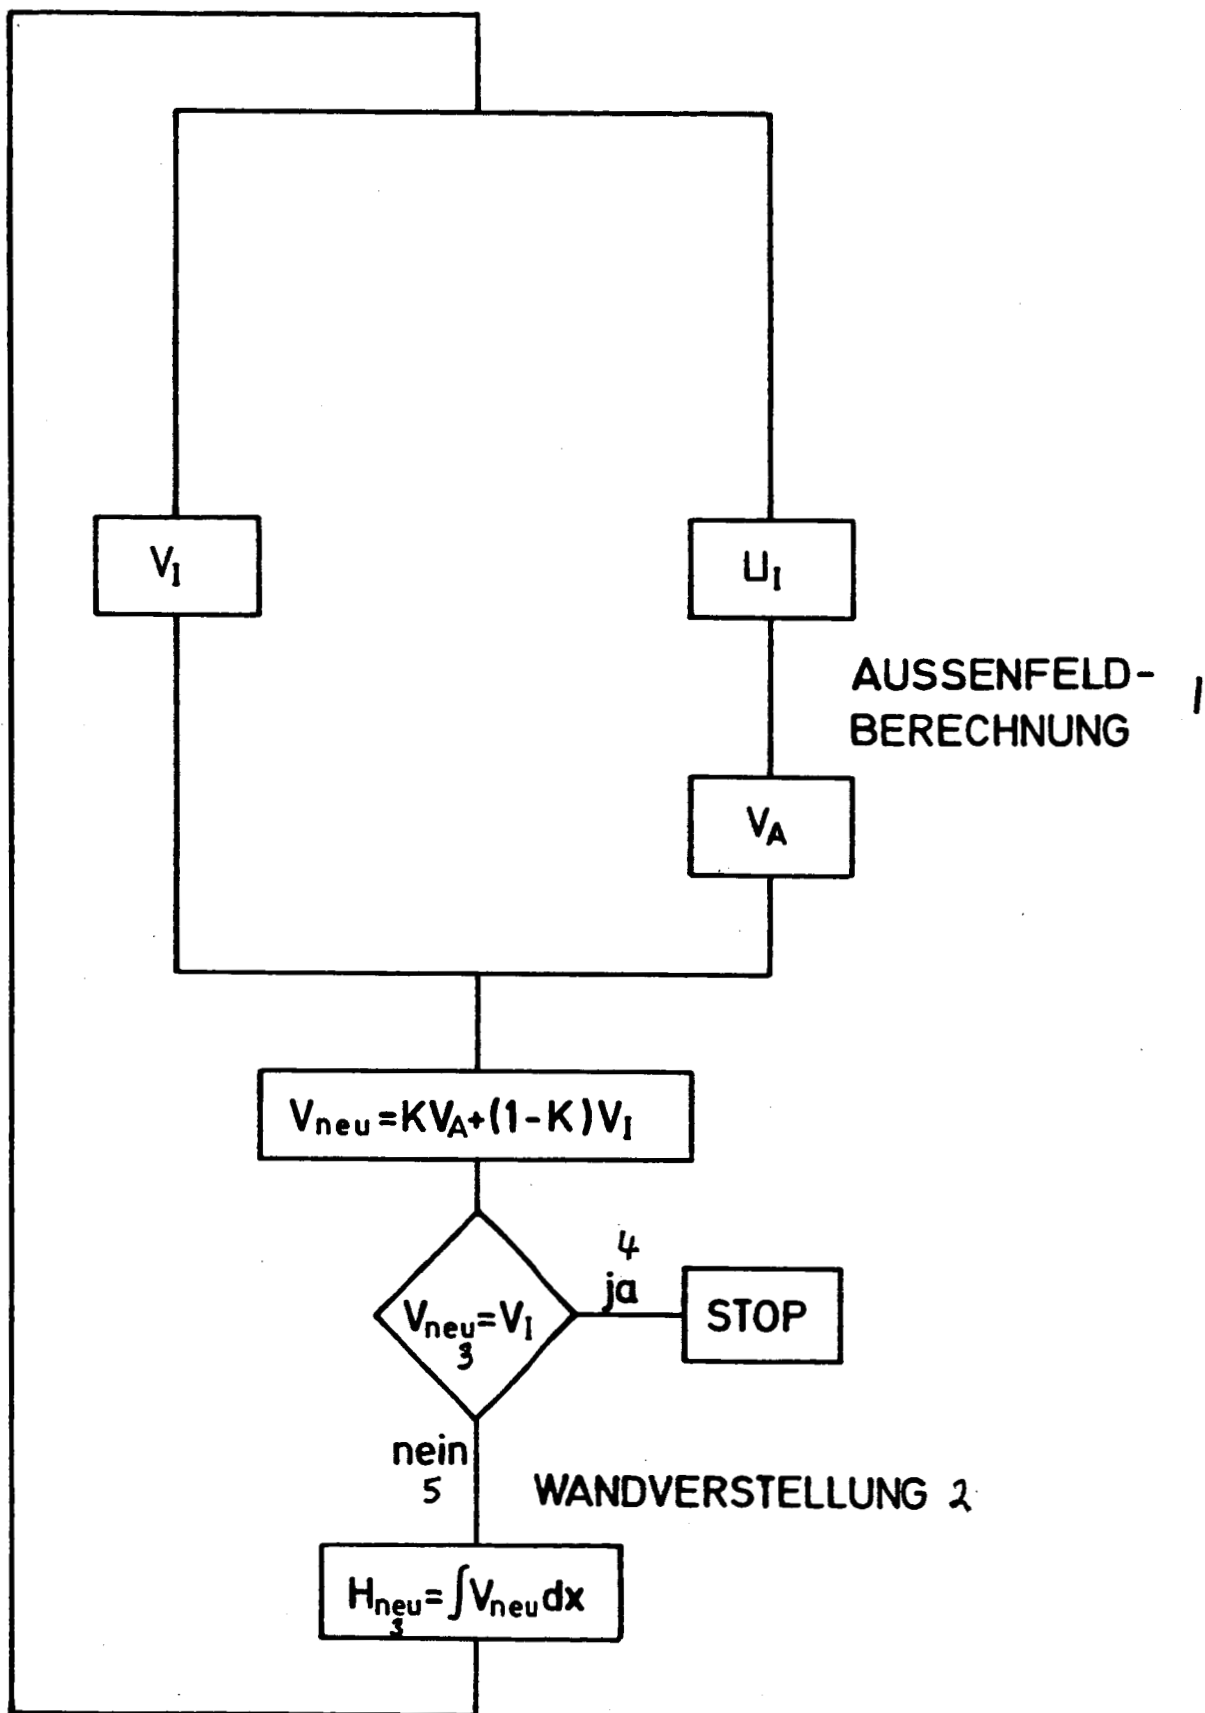 V_I
U_I
AUSSENFELD-
BERECHNUNG 1
V_A
V_neu=KV_A+(1-K)V_I
4
ja
V_neu=V_I
3
STOP
nein
5
WANDVERSTELLUNG 2
H_neu=∫V_neu dx
3